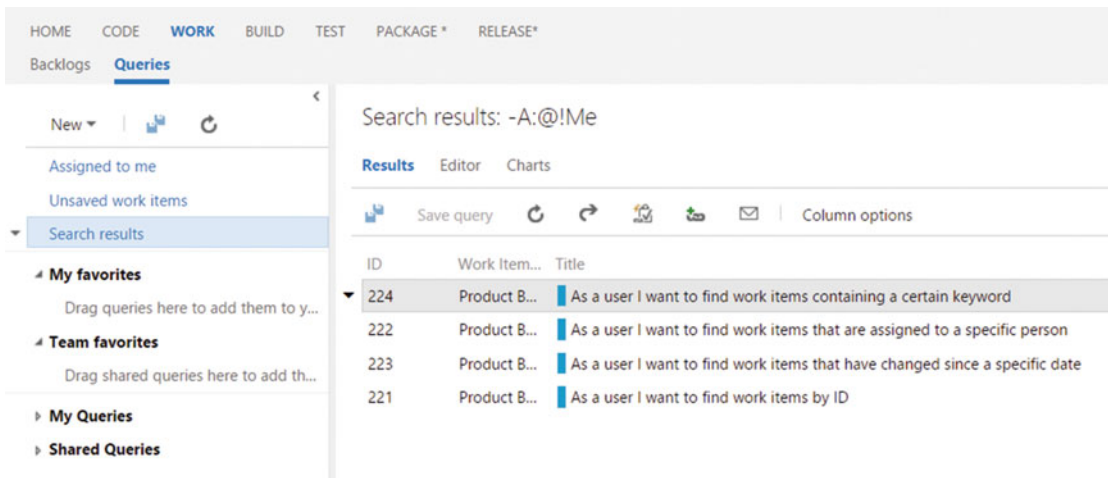 HOME CODE WORK BUILD TEST PACKAGE * RELEASE*
Backlogs Queries
New
Assigned to me
Unsaved work items
Search results
My favorites
Drag queries here to add them to y...
Team favorites
Drag shared queries here to add th...
My Queries
Shared Queries
Search results: -A:@!Me
Results Editor Charts
Save query Column options
ID Work Item... Title
224 Product B... As a user I want to find work items containing a certain keyword
222 Product B... As a user I want to find work items that are assigned to a specific person
223 Product B... As a user I want to find work items that have changed since a specific date
221 Product B... As a user I want to find work items by ID